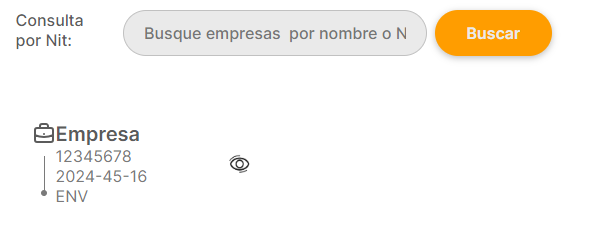 Consulta
por Nit:
Busque empresas  por nombre o N
Buscar
Empresa
12345678
2024-45-16
ENV